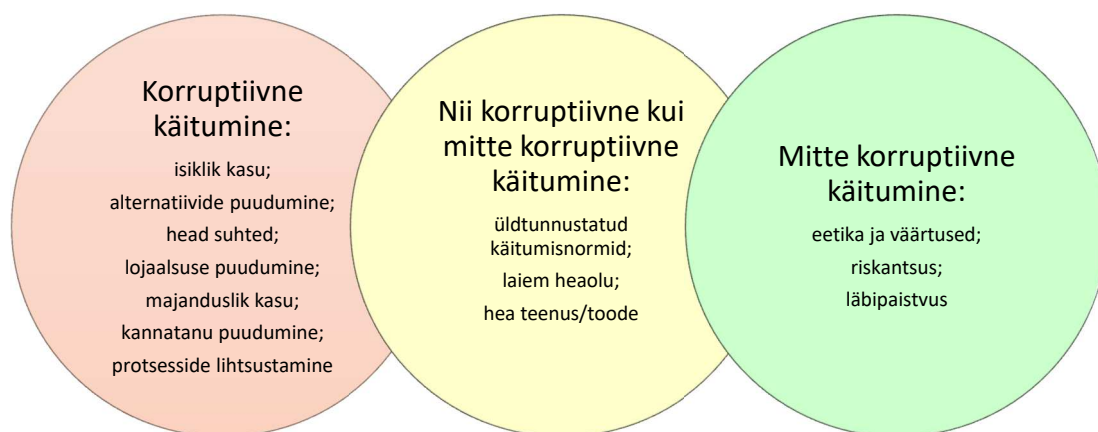 Korruptiivne
käitumine:
isiklik kasu;
alternatiivide puudumine;
head suhted;
lojaalsuse puudumine;
majanduslik kasu;
kannatanu puudumine;
protsesside lihtsustamine
Nii korruptiivne kui
mitte korruptiivne
käitumine:
üldtunnustatud
käitumisnormid;
laiem heaolu;
hea teenus/toode
Mitte korruptiivne
käitumine:
eetika ja väärtused;
riskantsus;
läbipaistvus